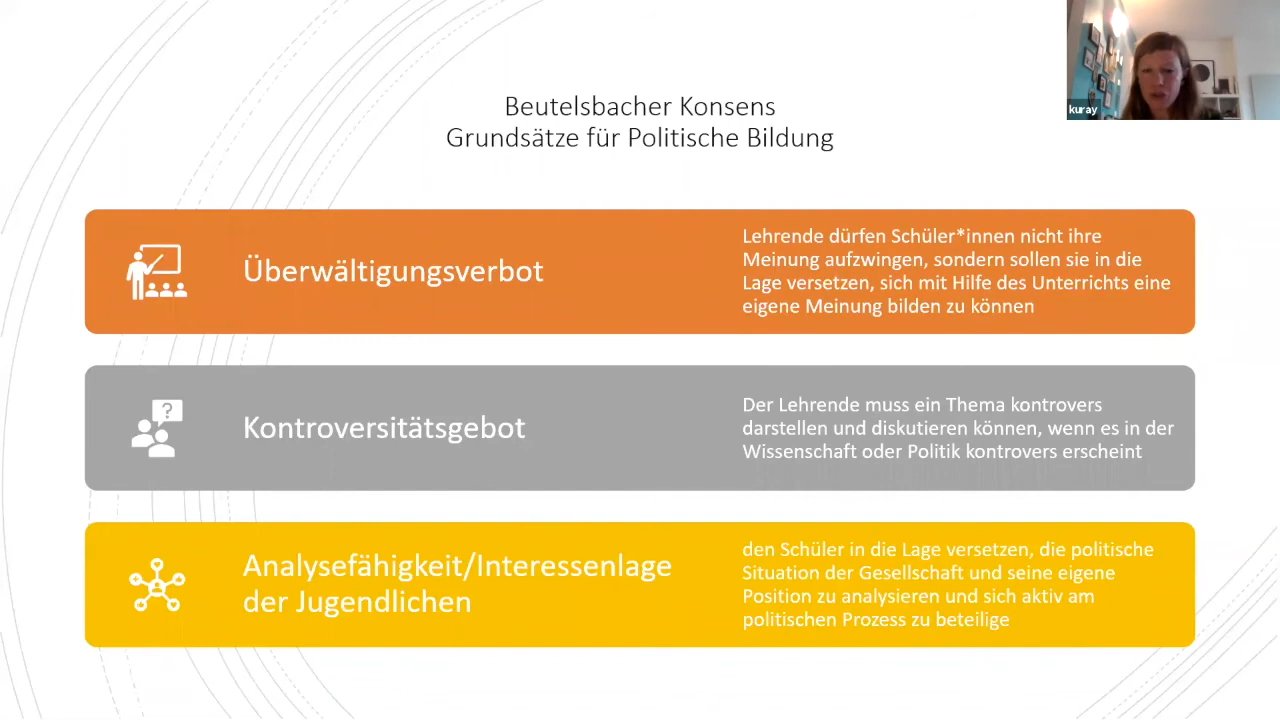 Beutelsbacher Konsens
Grundsätze für Politische Bildung
kuray
Überwältigungsverbot
Lehrende dürfen Schüler*innen nicht ihre
Meinung aufzwingen, sondern sollen sie in die
Lage versetzen, sich mit Hilfe des Unterrichts eine
eigene Meinung bilden zu können
?
Kontroversitätsgebot
Der Lehrende muss ein Thema kontrovers
darstellen und diskutieren können, wenn es in der
Wissenschaft oder Politik kontrovers erscheint
Analysefähigkeit/Interessenlage
der Jugendlichen
den Schüler in die Lage versetzen, die politische
Situation der Gesellschaft und seine eigene
Position zu analysieren und sich aktiv am
politischen Prozess zu beteilige